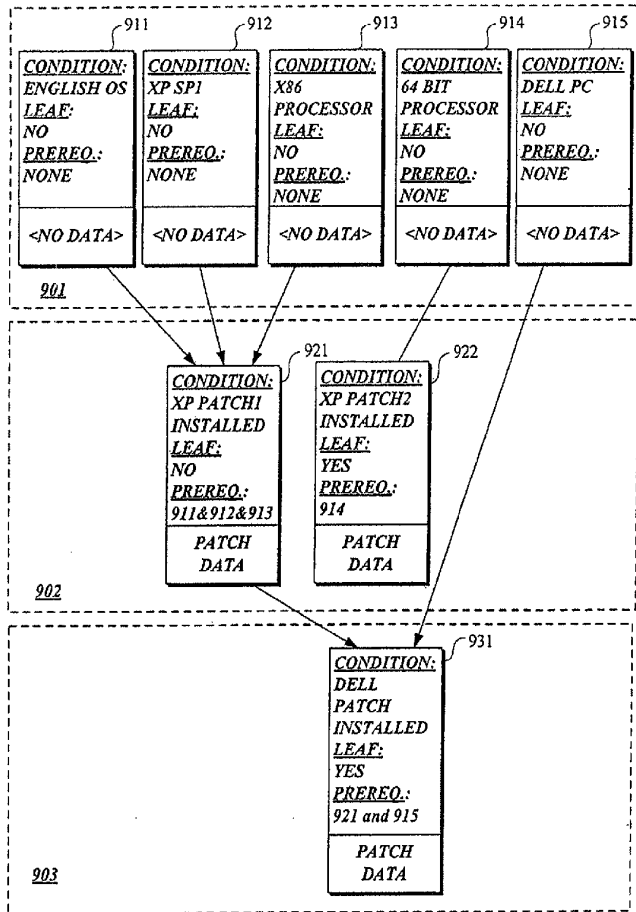 911
912
913
914
915
CONDITION:
ENGLISH OS
LEAF:
NO
PREREQ.:
NONE
<NO DATA>
CONDITION:
XP SP1
LEAF:
NO
PREREQ.:
NONE
<NO DATA>
CONDITION:
X86
PROCESSOR
LEAF:
NO
PREREQ.:
NONE
<NO DATA>
CONDITION:
64 BIT
PROCESSOR
LEAF:
NO
PREREQ.:
NONE
<NO DATA>
CONDITION:
DELL PC
LEAF:
NO
PREREQ.:
NONE
<NO DATA>
901
921
CONDITION:
XP PATCH1
INSTALLED
LEAF:
NO
PREREQ.:
911&912&913
PATCH
DATA
922
CONDITION:
XP PATCH2
INSTALLED
LEAF:
YES
PREREQ.:
914
PATCH
DATA
902
931
CONDITION:
DELL
PATCH
INSTALLED
LEAF:
YES
PREREQ.:
921 and 915
PATCH
DATA
903